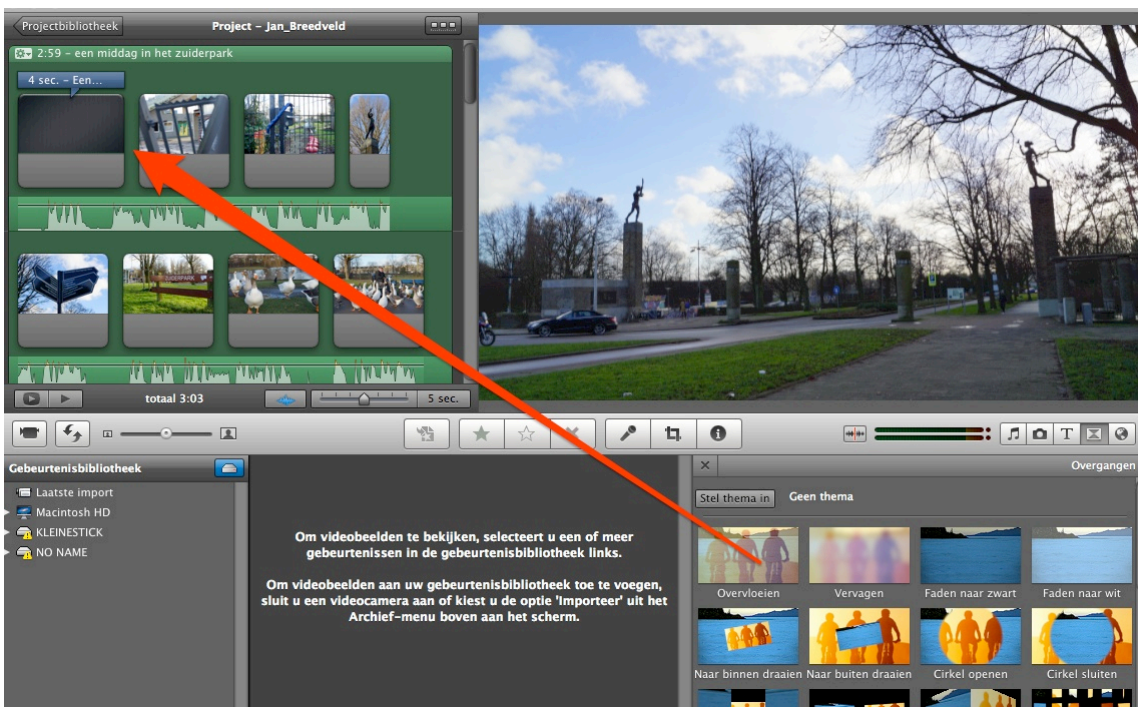 Projectbibliotheek
Project – Jan_Breedveld
2:59 – een middag in het zuiderpark
4 sec. – Een...
ZUIDERPARK
totaal 3:03
5 sec.
Gebeurtenisbibliotheek
Laatste import
Macintosh HD
KLEINESTICK
NO NAME
Om videobeelden te bekijken, selecteert u een of meer
gebeurtenissen in de gebeurtenisbibliotheek links.
Om videobeelden aan uw gebeurtenisbibliotheek toe te voegen,
sluit u een videocamera aan of kiest u de optie 'Importeer' uit het
Archief-menu boven aan het scherm.
T
Overgangen
Stel thema in
Geen thema
Overvloeien
Vervagen
Faden naar zwart
Faden naar wit
Naar binnen draaien
Naar buiten draaien
Cirkel openen
Cirkel sluiten